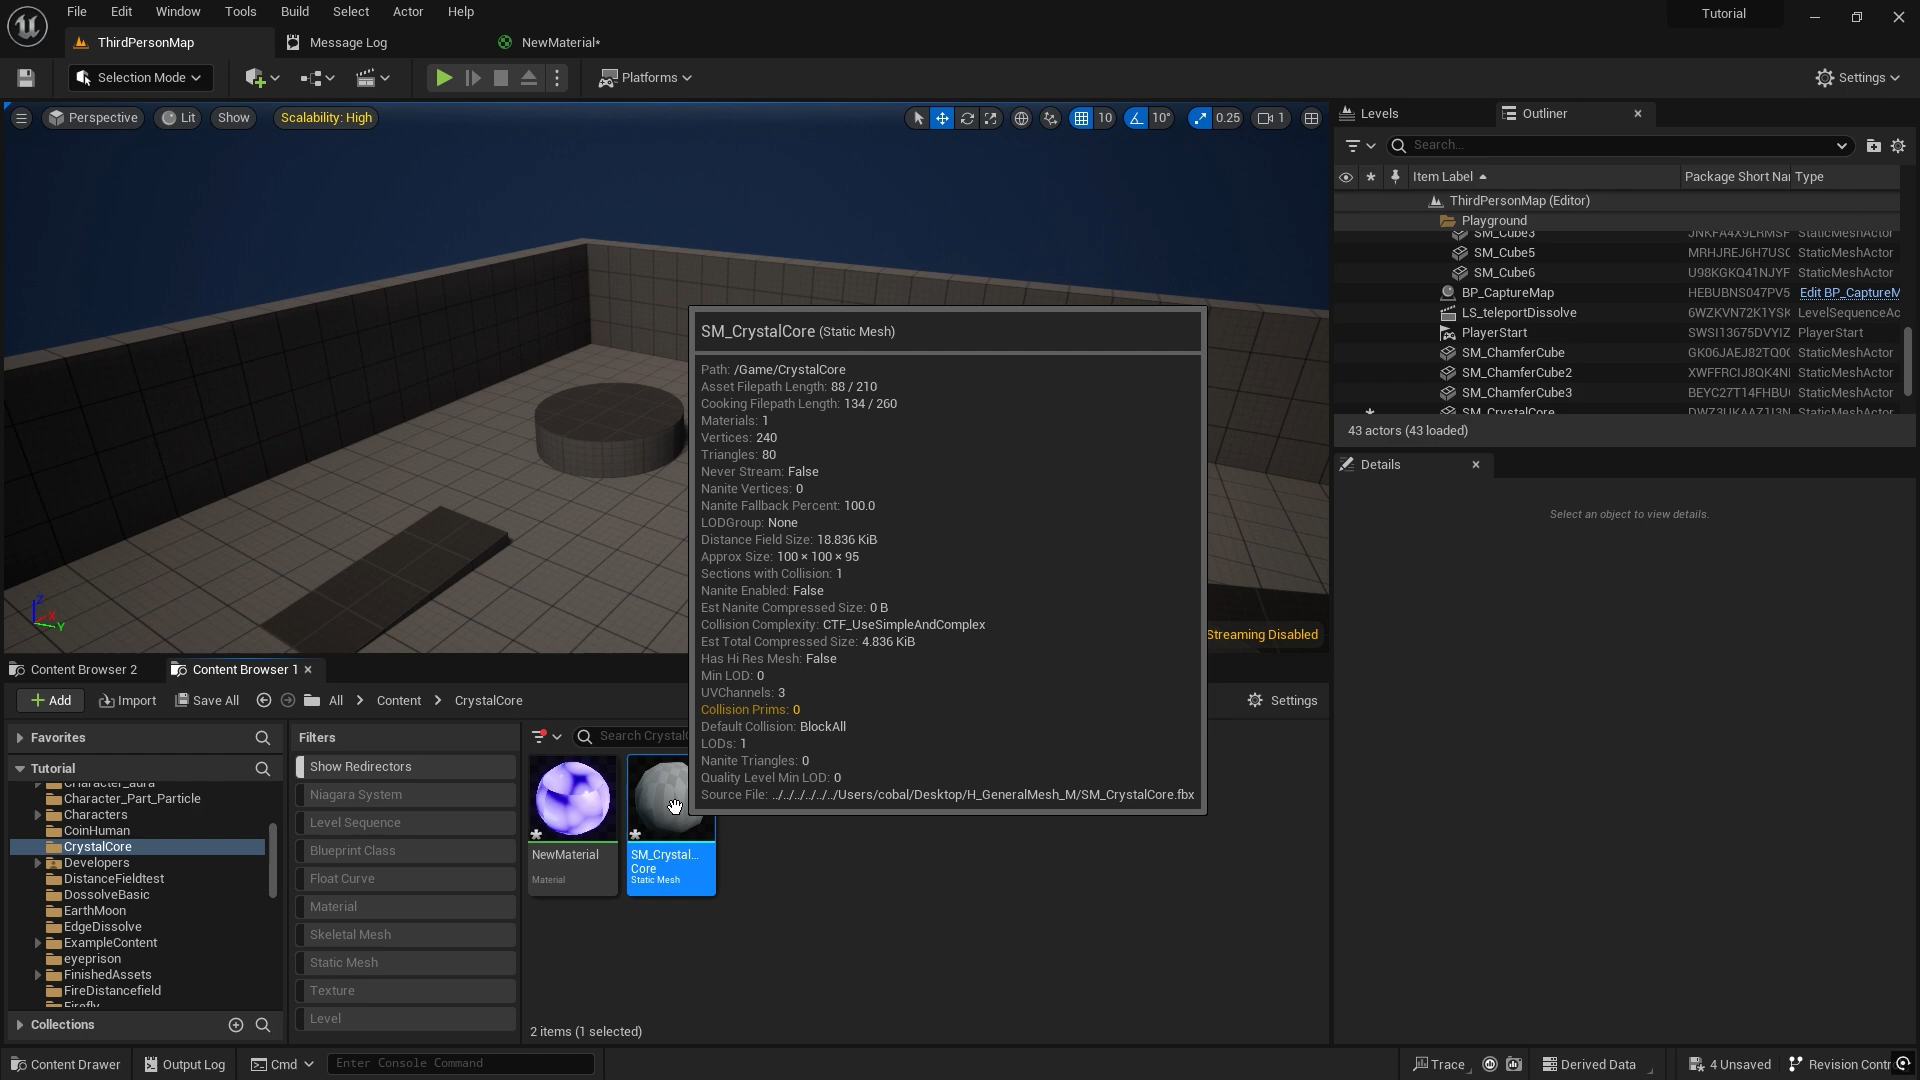 File Edit Window Tools Build Select Actor Help
Tutorial
ThirdPersonMap
Message Log
NewMaterial*
Selection Mode
Platforms
Settings
Perspective
Lit
Show
Scalability: High
10
10°
0.25
1
Levels
Outliner
Search...
Item Label
Package Short Nai
Type
ThirdPersonMap (Editor)
Playground
SM_Cube3 StaticMeshActor
SM_Cube5 MRHJREJ6H7USC StaticMeshActor
SM_Cube6 U98KGKQ41NJYF StaticMeshActor
BP_CaptureMap HEBUBNS047PV5 Edit BP_CaptureM
LS_teleportDissolve 6WZKVN72K1YSK LevelSequenceAc
PlayerStart SWSI13675DVYIZ PlayerStart
SM_ChamferCube GK06JAEJ82TQ0C StaticMeshActor
SM_ChamferCube2 XWFFRCIJ8QK4NI StaticMeshActor
SM_ChamferCube3 BEYC27T14FHBU StaticMeshActor
SM_CrystalCore StaticMeshActor
43 actors (43 loaded)
Details
Select an object to view details.
SM_CrystalCore (Static Mesh)
Path: /Game/CrystalCore
Asset Filepath Length: 88 / 210
Cooking Filepath Length: 134 / 260
Materials: 1
Vertices: 240
Triangles: 80
Never Stream: False
Nanite Vertices: 0
Nanite Fallback Percent: 100.0
LODGroup: None
Distance Field Size: 18.836 KiB
Approx Size: 100 × 100 × 95
Sections with Collision: 1
Nanite Enabled: False
Est Nanite Compressed Size: 0 B
Collision Complexity: CTF_UseSimpleAndComplex
Est Total Compressed Size: 4.836 KiB
Has Hi Res Mesh: False
Min LOD: 0
UVChannels: 3
Collision Prims: 0
Default Collision: BlockAll
LODs: 1
Nanite Triangles: 0
Quality Level Min LOD: 0
Source File: ../../../../../../Users/cobal/Desktop/H_GeneralMesh_M/SM_CrystalCore.fbx
Z
X
Y
Streaming Disabled
Content Browser 2
Content Browser 1
Add
Import
Save All
All
Content
CrystalCore
Settings
Favorites
Tutorial
Character_aura
Character_Part_Particle
Characters
CoinHuman
CrystalCore
Developers
DistanceFieldtest
DossolveBasic
EarthMoon
EdgeDissolve
ExampleContent
eyeprison
FinishedAssets
FireDistancefield
Firefly
Collections
Filters
Show Redirectors
Niagara System
Level Sequence
Blueprint Class
Float Curve
Material
Skeletal Mesh
Static Mesh
Texture
Level
Search Crystal
NewMaterial
Material
SM_Crystal...
Core
Static Mesh
2 items (1 selected)
Content Drawer
Output Log
Cmd
Enter Console Command
Trace
Derived Data
4 Unsaved
Revision Contr